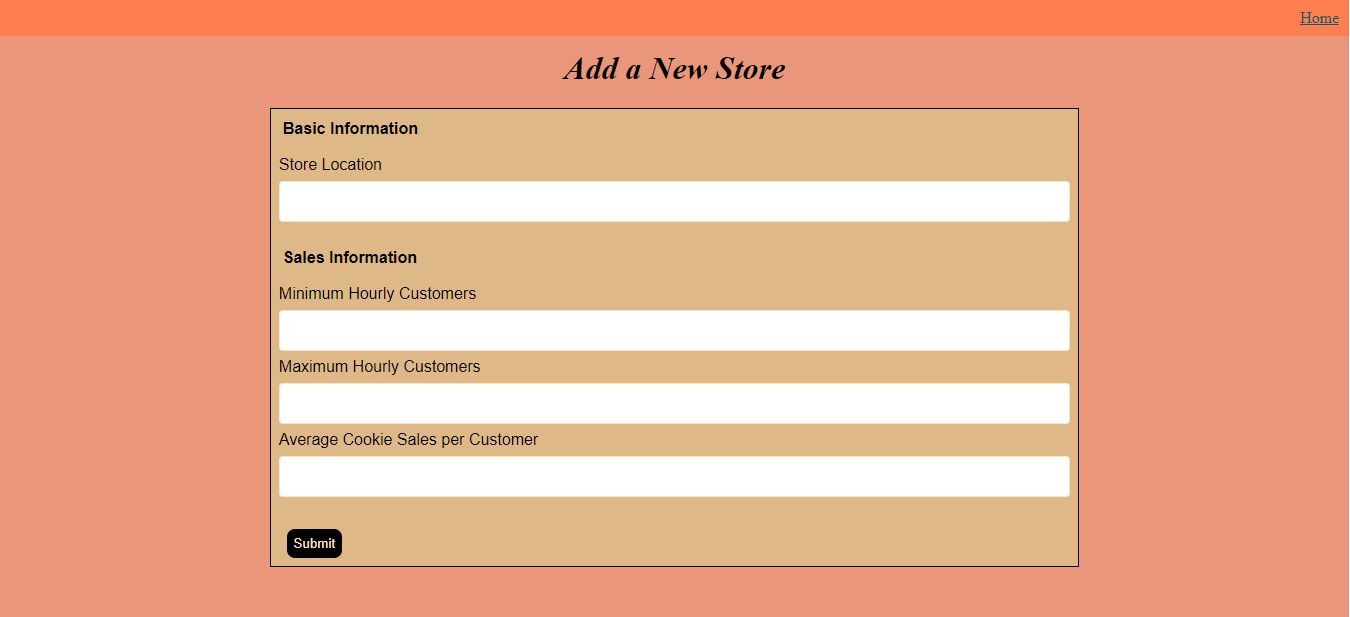 Home
Add a New Store
Basic Information
Store Location
Sales Information
Minimum Hourly Customers
Maximum Hourly Customers
Average Cookie Sales per Customer
Submit